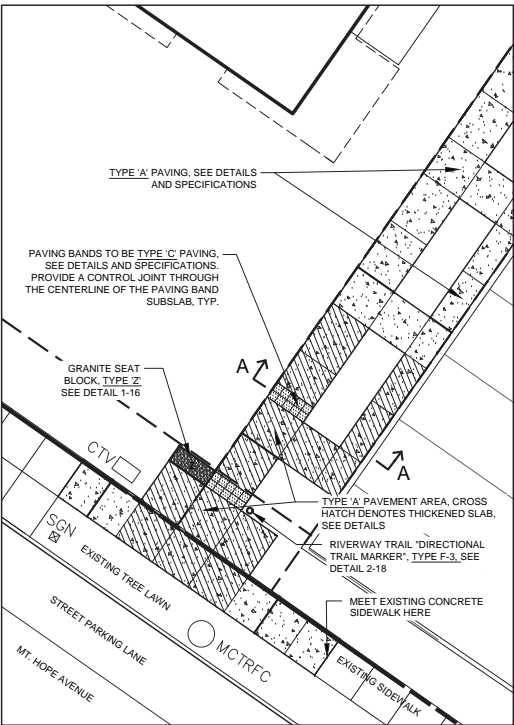 TYPE 'A' PAVING, SEE DETAILS
AND SPECIFICATIONS
PAVING BANDS TO BE TYPE 'C' PAVING,
SEE DETAILS AND SPECIFICATIONS.
PROVIDE A CONTROL JOINT THROUGH
THE CENTERLINE OF THE PAVING BAND
SUBSLAB, TYP.
GRANITE SEAT
BLOCK, TYPE 'Z'
SEE DETAIL 1-16
A
A
CTV
Z
TYPE 'A' PAVEMENT AREA, CROSS
HATCH DENOTES THICKENED SLAB,
SEE DETAILS
RIVERWAY TRAIL "DIRECTIONAL
TRAIL MARKER", TYPE F-3, SEE
DETAIL 2-18
MEET EXISTING CONCRETE
SIDEWALK HERE
SGN
EXISTING TREE LAWN
STREET PARKING LANE
MT. HOPE AVENUE
MCTRFC
EXISTING SIDEWALK